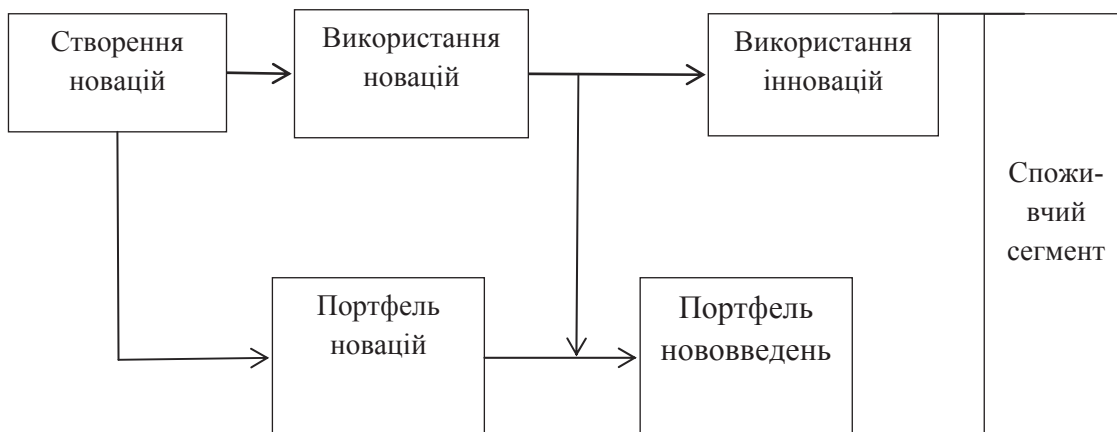 Створення
новацій
Використання
новацій
Використання
інновацій
Спожи-
вчий
сегмент
Портфель
новацій
Портфель
нововведень